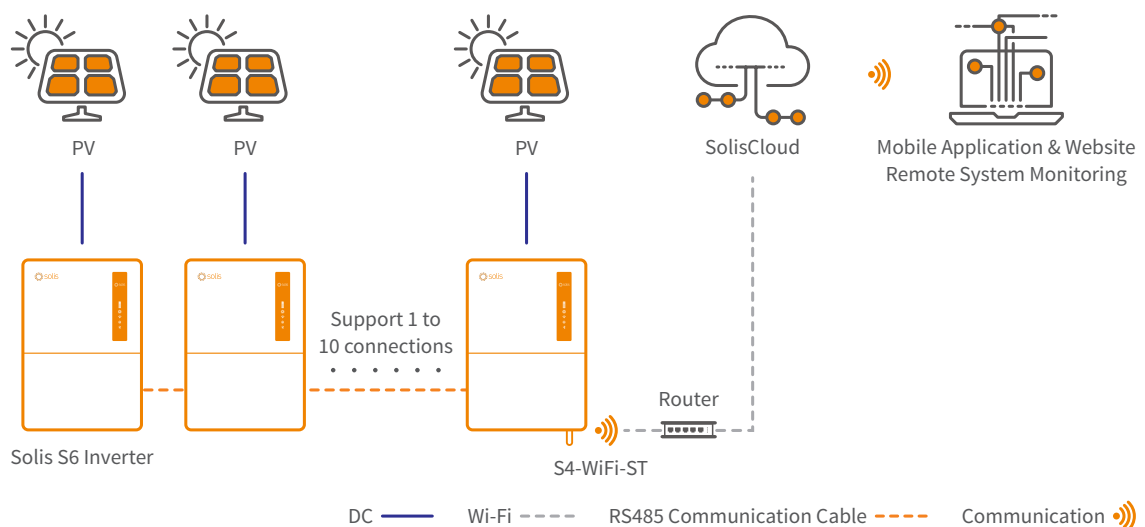 PV
PV
PV
SolisCloud
Mobile Application & Website
Remote System Monitoring
solis
solis
solis
Support 1 to
10 connections
Router
Solis S6 Inverter
S4-WiFi-ST
DC
Wi-Fi
RS485 Communication Cable
Communication